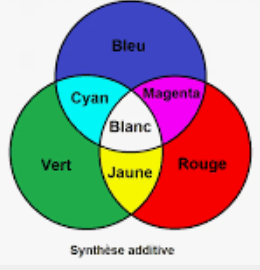 Bleu
Cyan
Magenta
Blanc
Vert
Jaune
Rouge
Synthèse additive